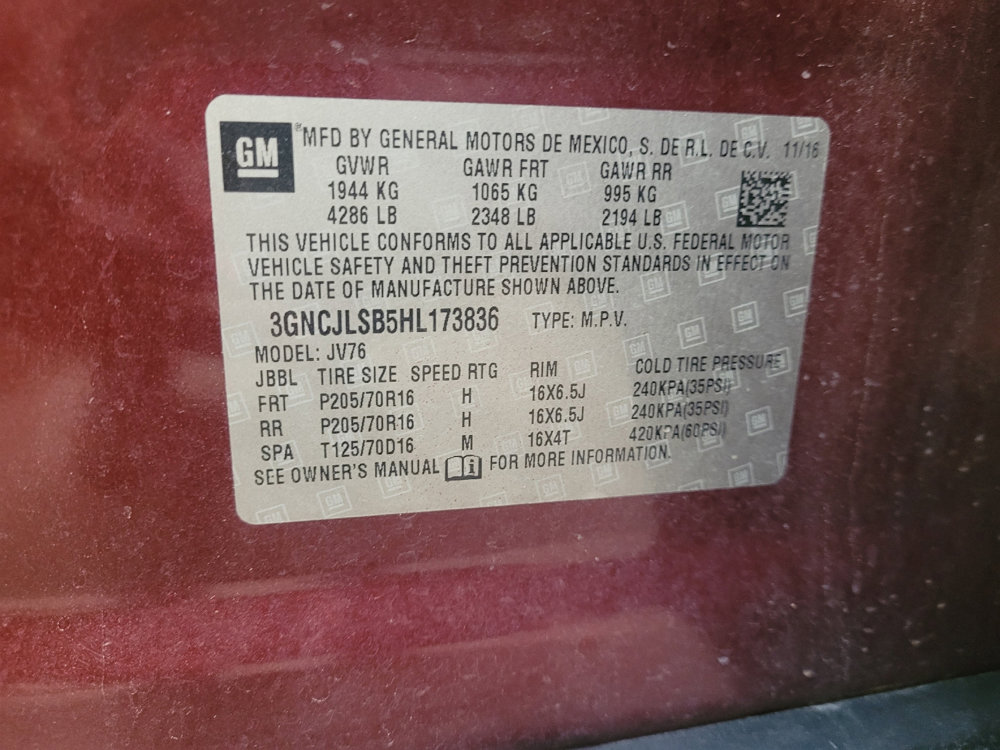 GM ® MFD BY GENERAL MOTORS DE MEXICO, S. DE R.L. DE C.V. 11/16
GVWR GAWR FRT GAWR RR
1944 KG 1065 KG 995 KG
4286 LB 2348 LB 2194 LB
THIS VEHICLE CONFORMS TO ALL APPLICABLE U.S. FEDERAL MOTOR
VEHICLE SAFETY AND THEFT PREVENTION STANDARDS IN EFFECT ON
THE DATE OF MANUFACTURE SHOWN ABOVE.
3GNCJLSB5HL173836 TYPE: M.P.V.
MODEL: JV76
JBBL TIRE SIZE SPEED RTG RIM COLD TIRE PRESSURE
FRT P205/70R16 H 16X6.5J 240KPA(35PSI)
RR P205/70R16 H 16X6.5J 240KPA(35PSI)
SPA T125/70D16 M 16X4T 420KPA(60PSI)
SEE OWNER'S MANUAL FOR MORE INFORMATION.